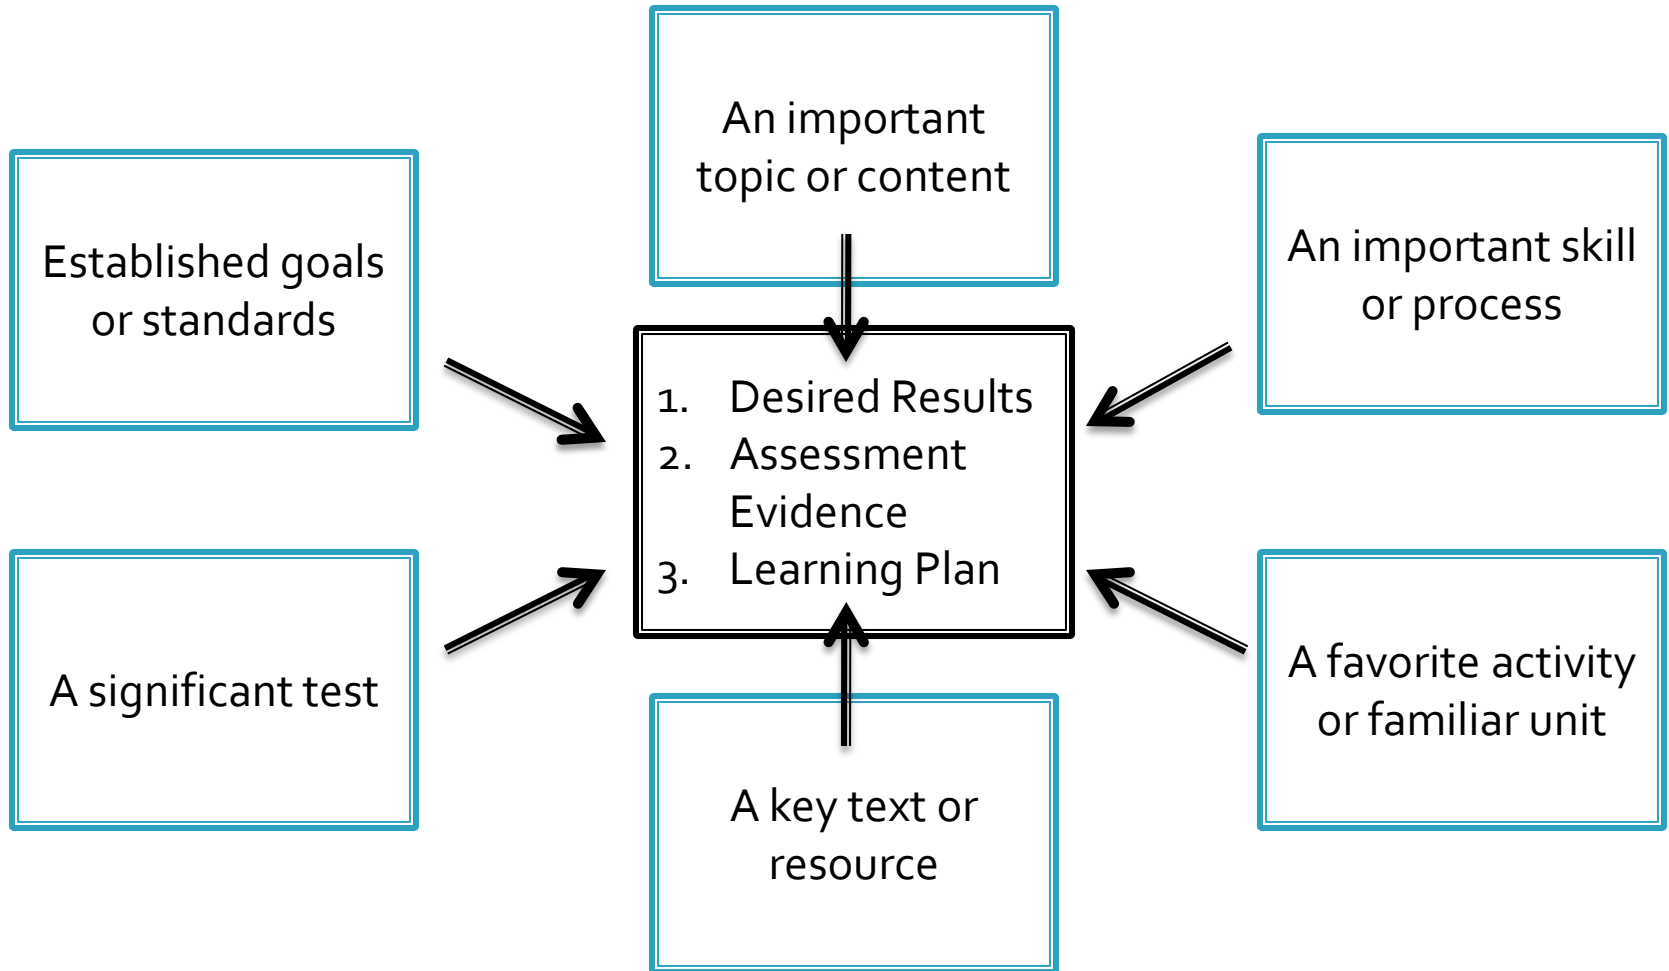 An important
topic or content
Established goals
or standards
An important skill
or process
1. Desired Results
2. Assessment
Evidence
3. Learning Plan
A significant test
A favorite activity
or familiar unit
A key text or
resource